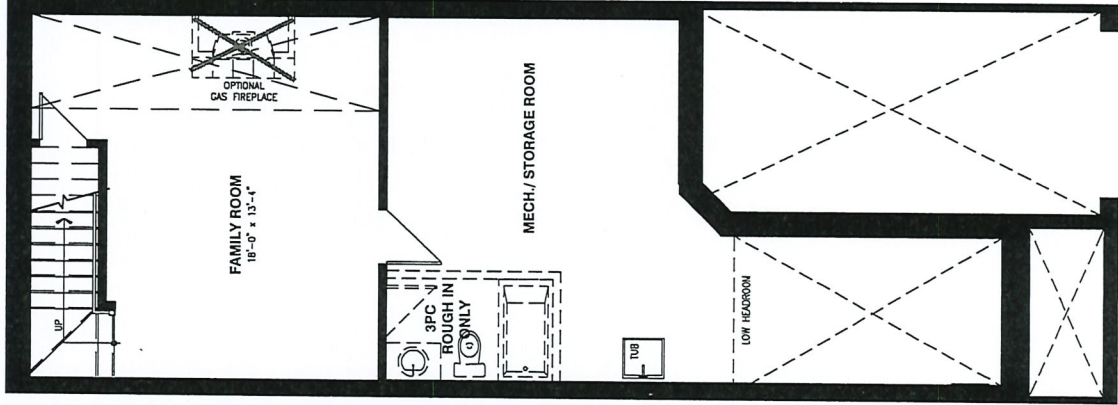 OPTIONAL
GAS FIREPLACE
FAMILY ROOM
18'-0" x 13'-4"
UP
MECH./ STORAGE ROOM
3PC
ROUGH IN
ONLY
TUB
LOW HEADROOM